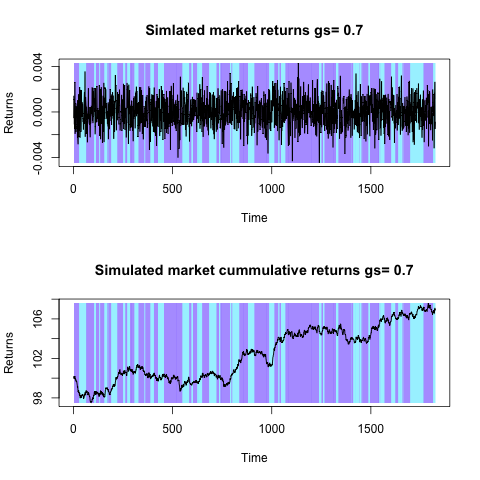 Simlated market returns gs= 0.7
Returns
0.004
0.000
-0.004
0
500
1000
1500
Time
Simulated market cummulative returns gs= 0.7
Returns
106
102
98
0
500
1000
1500
Time